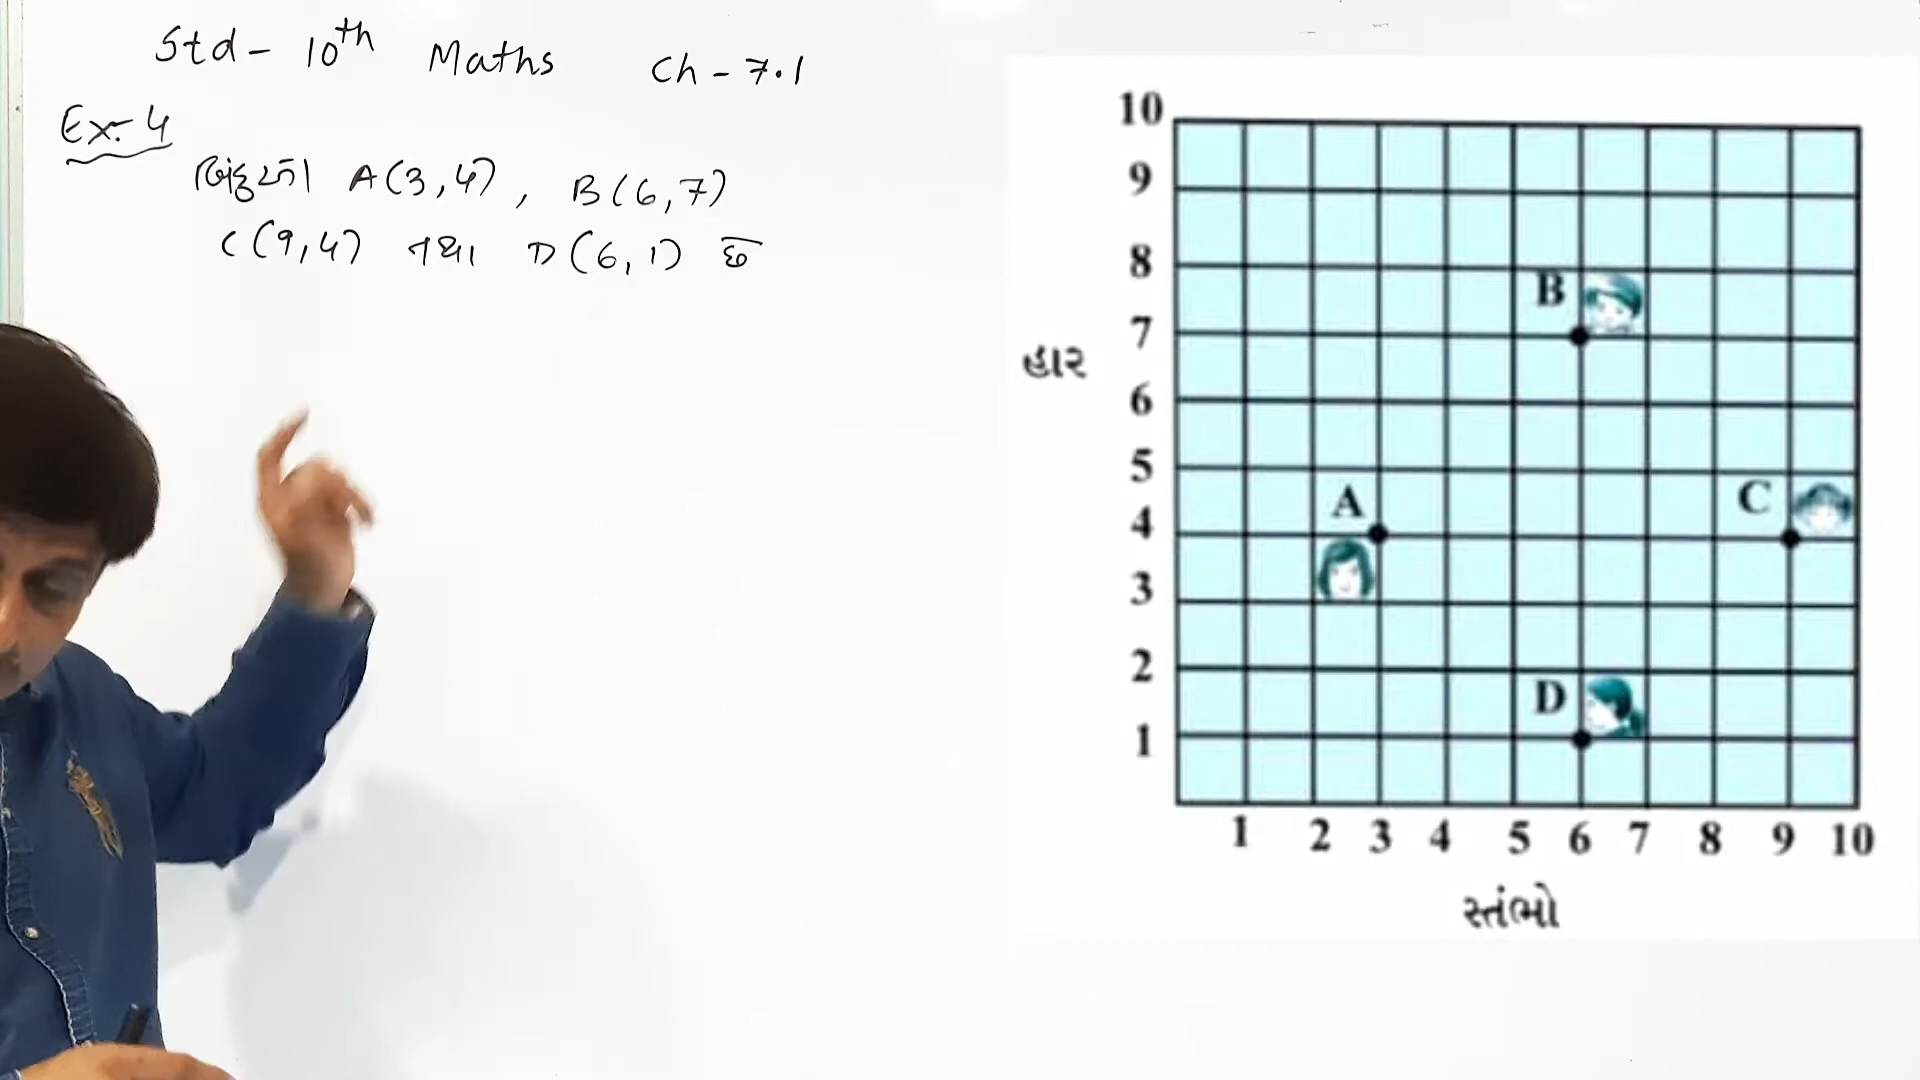 Std - 10th Maths Ch - 7.1
Ex:- 4
બિંદુઓ A(3,4), B(6,7)
C(9,4) તથા D(6,1) છે
10
9
8
B
7
હાર
6
5
A
C
4
3
2
D
1
1 2 3 4 5 6 7 8 9 10
સ્તંભો